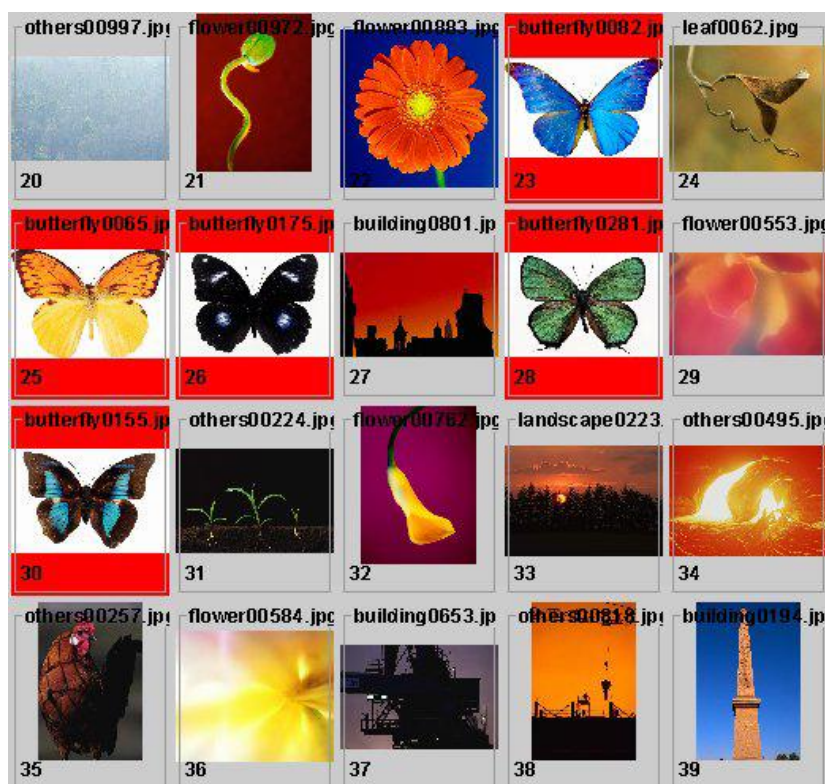 others00997.jpg
flower00972.jpg
flower00883.jpg
butterfly0082.jp
leaf0062.jpg
20
21
22
23
24
butterfly0065.jp
butterfly0175.jp
building0801.jp
butterfly0281.jp
flower00553.jpg
25
26
27
28
29
butterfly0155.jp
others00224.jpg
flower00762.jpg
landscape0223.
others00495.jpg
30
31
32
33
34
others00257.jpg
flower00584.jpg
building0653.jp
others00818.jpg
building0194.jp
35
36
37
38
39